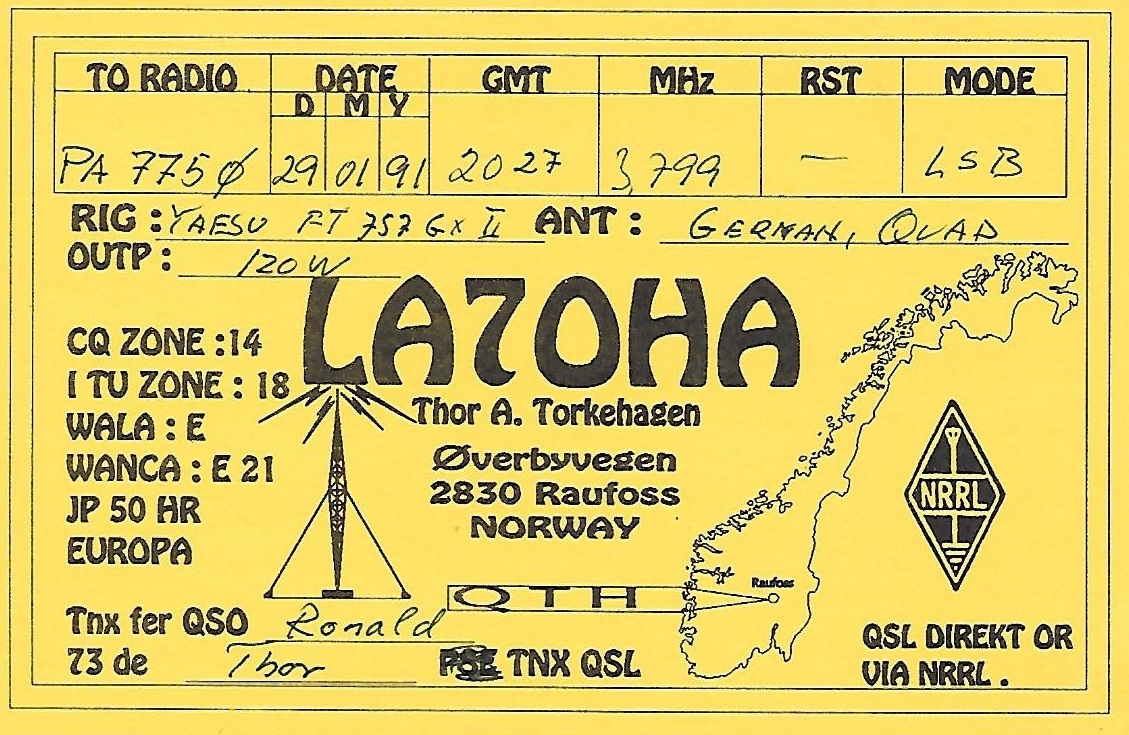 TO RADIO DATE GMT MHz RST MODE
D M Y
PA 775Ø 29 01 91 2027 3,799 — LSB
RIG : YAESU FT 757 GX II ANT : GERMAN, QUAD
OUTP : 120W
LA7OHA
CQ ZONE :14
I TU ZONE : 18
Thor A. Torkehagen
WALA : E
Øverbyvegen
WANCA : E 21
2830 Raufoss
JP 50 HR
NORWAY
NRRL
EUROPA
QTH
Raufoss
Tnx fer QSO Ronald
QSL DIREKT OR
73 de Thor
PSE TNX QSL
VIA NRRL .